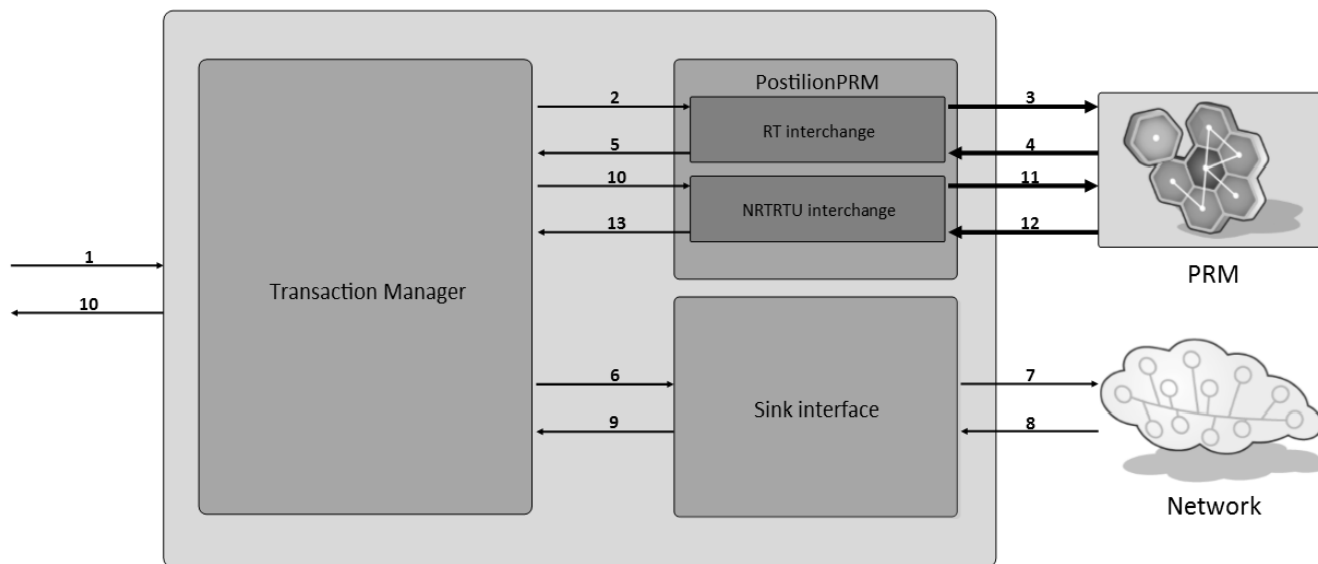 PostilionPRM
2
3
RT interchange
5
4
10
11
NRTRTU interchange
13
12
1
PRM
Transaction Manager
10
6
7
Sink interface
9
8
Network